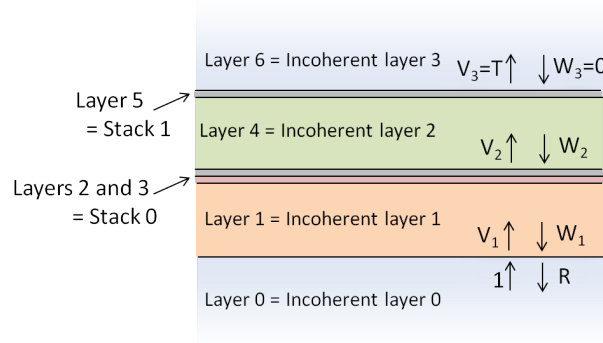 Layer 6 = Incoherent layer 3
V₃=T
W₃=0
Layer 5
= Stack 1
Layer 4 = Incoherent layer 2
V₂
W₂
Layers 2 and 3
= Stack 0
Layer 1 = Incoherent layer 1
V₁
W₁
Layer 0 = Incoherent layer 0
1
R